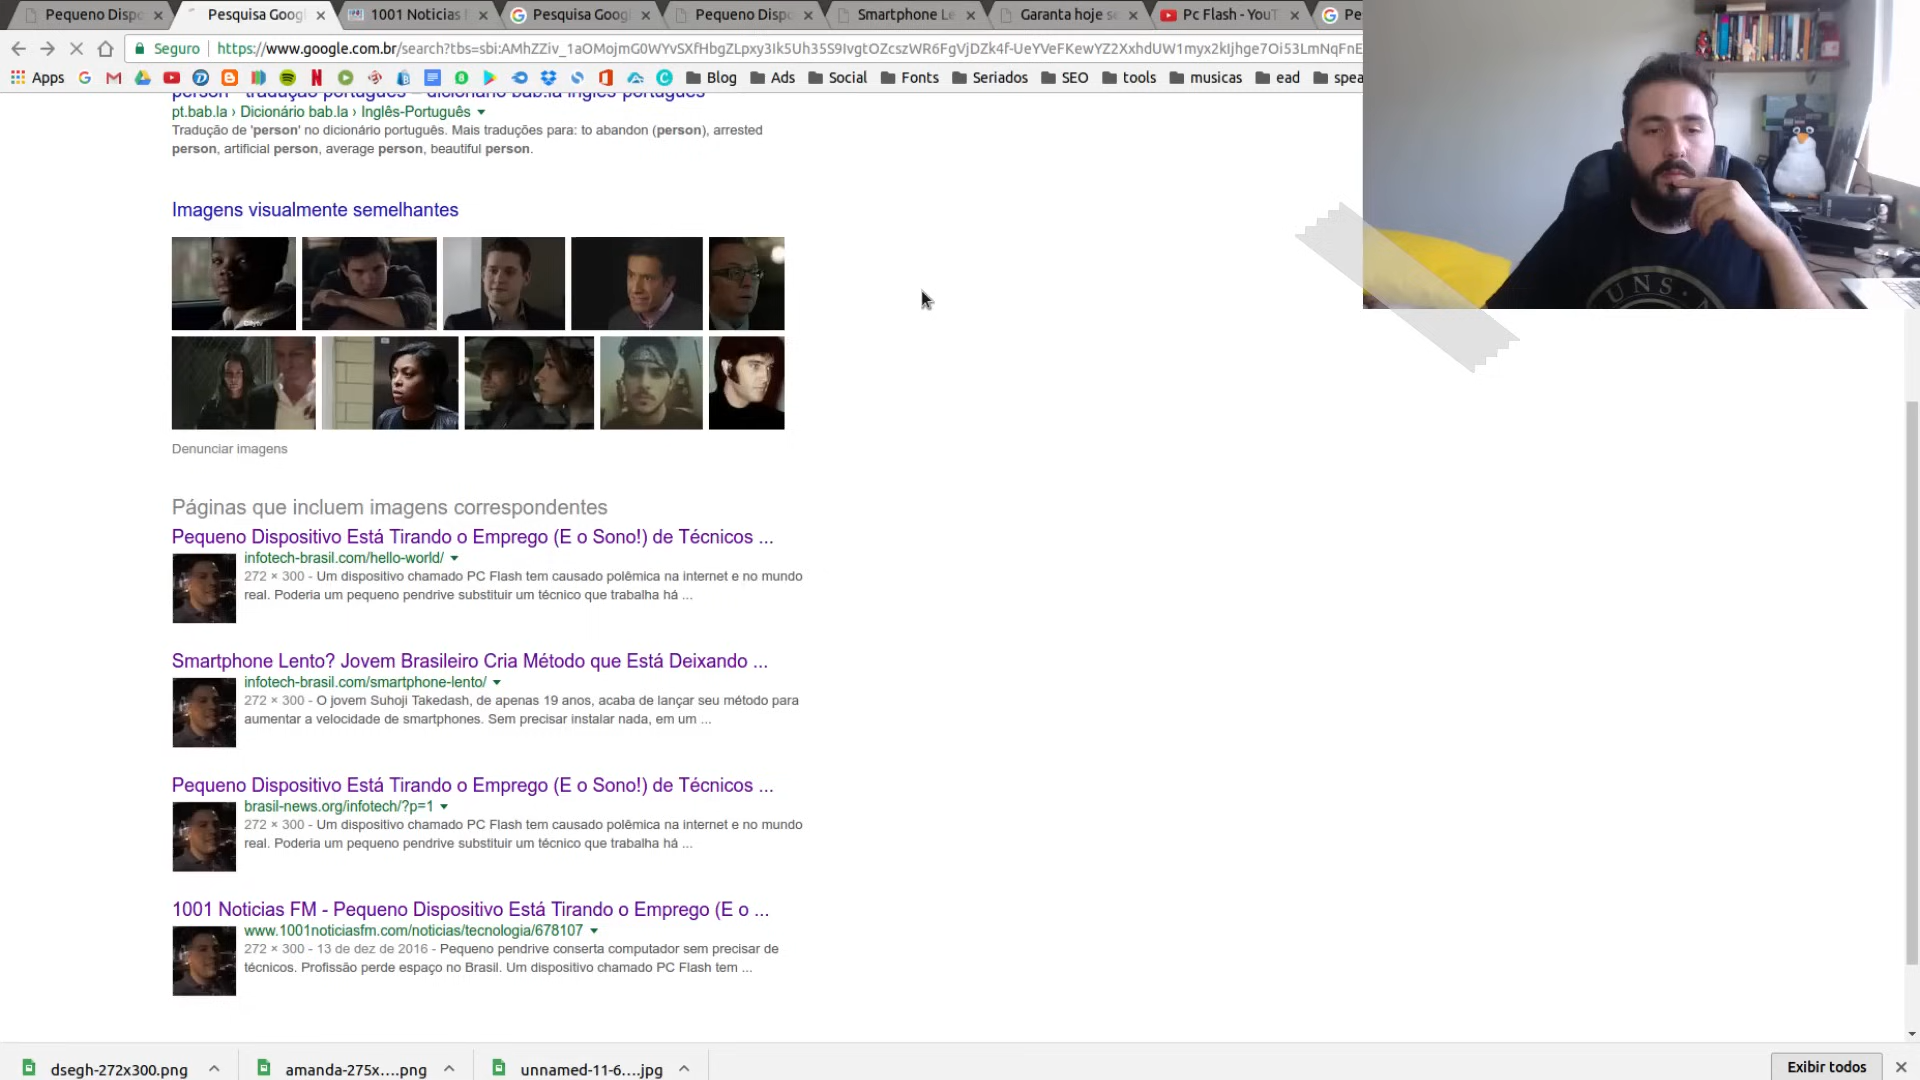 Pequeno Dispo
Pesquisa Goog
1001 Noticias
Pesquisa Goog
Pequeno Disp
Smartphone Le
Garanta hoje s
Pc Flash - YouT
Pe
Seguro
Apps
Blog
Ads
Social
Fonts
Seriados
SEO
tools
musicas
ead
spea
person - tradução português - dicionário bab.la Inglês-português
pt.bab.la › Dicionário bab.la › Inglês-Português
Tradução de 'person' no dicionário português. Mais traduções para: to abandon (person), arrested
person, artificial person, average person, beautiful person.
Imagens visualmente semelhantes
Denunciar imagens
Páginas que incluem imagens correspondentes
Pequeno Dispositivo Está Tirando o Emprego (E o Sono!) de Técnicos ...
infotech-brasil.com/hello-world/
272 × 300 - Um dispositivo chamado PC Flash tem causado polêmica na internet e no mundo
real. Poderia um pequeno pendrive substituir um técnico que trabalha há ...
Smartphone Lento? Jovem Brasileiro Cria Método que Está Deixando ...
infotech-brasil.com/smartphone-lento/
272 × 300 - O jovem Suhoji Takedash, de apenas 19 anos, acaba de lançar seu método para
aumentar a velocidade de smartphones. Sem precisar instalar nada, em um ...
Pequeno Dispositivo Está Tirando o Emprego (E o Sono!) de Técnicos ...
brasil-news.org/infotech/?p=1
272 × 300 - Um dispositivo chamado PC Flash tem causado polêmica na internet e no mundo
real. Poderia um pequeno pendrive substituir um técnico que trabalha há ...
1001 Noticias FM - Pequeno Dispositivo Está Tirando o Emprego (E o ...
www.1001noticiasfm.com/noticias/tecnologia/678107
272 × 300 - 13 de dez de 2016 - Pequeno pendrive conserta computador sem precisar de
técnicos. Profissão perde espaço no Brasil. Um dispositivo chamado PC Flash tem ...
dsegh-272x300.png
amanda-275x....png
unnamed-11-6....jpg
Exibir todos